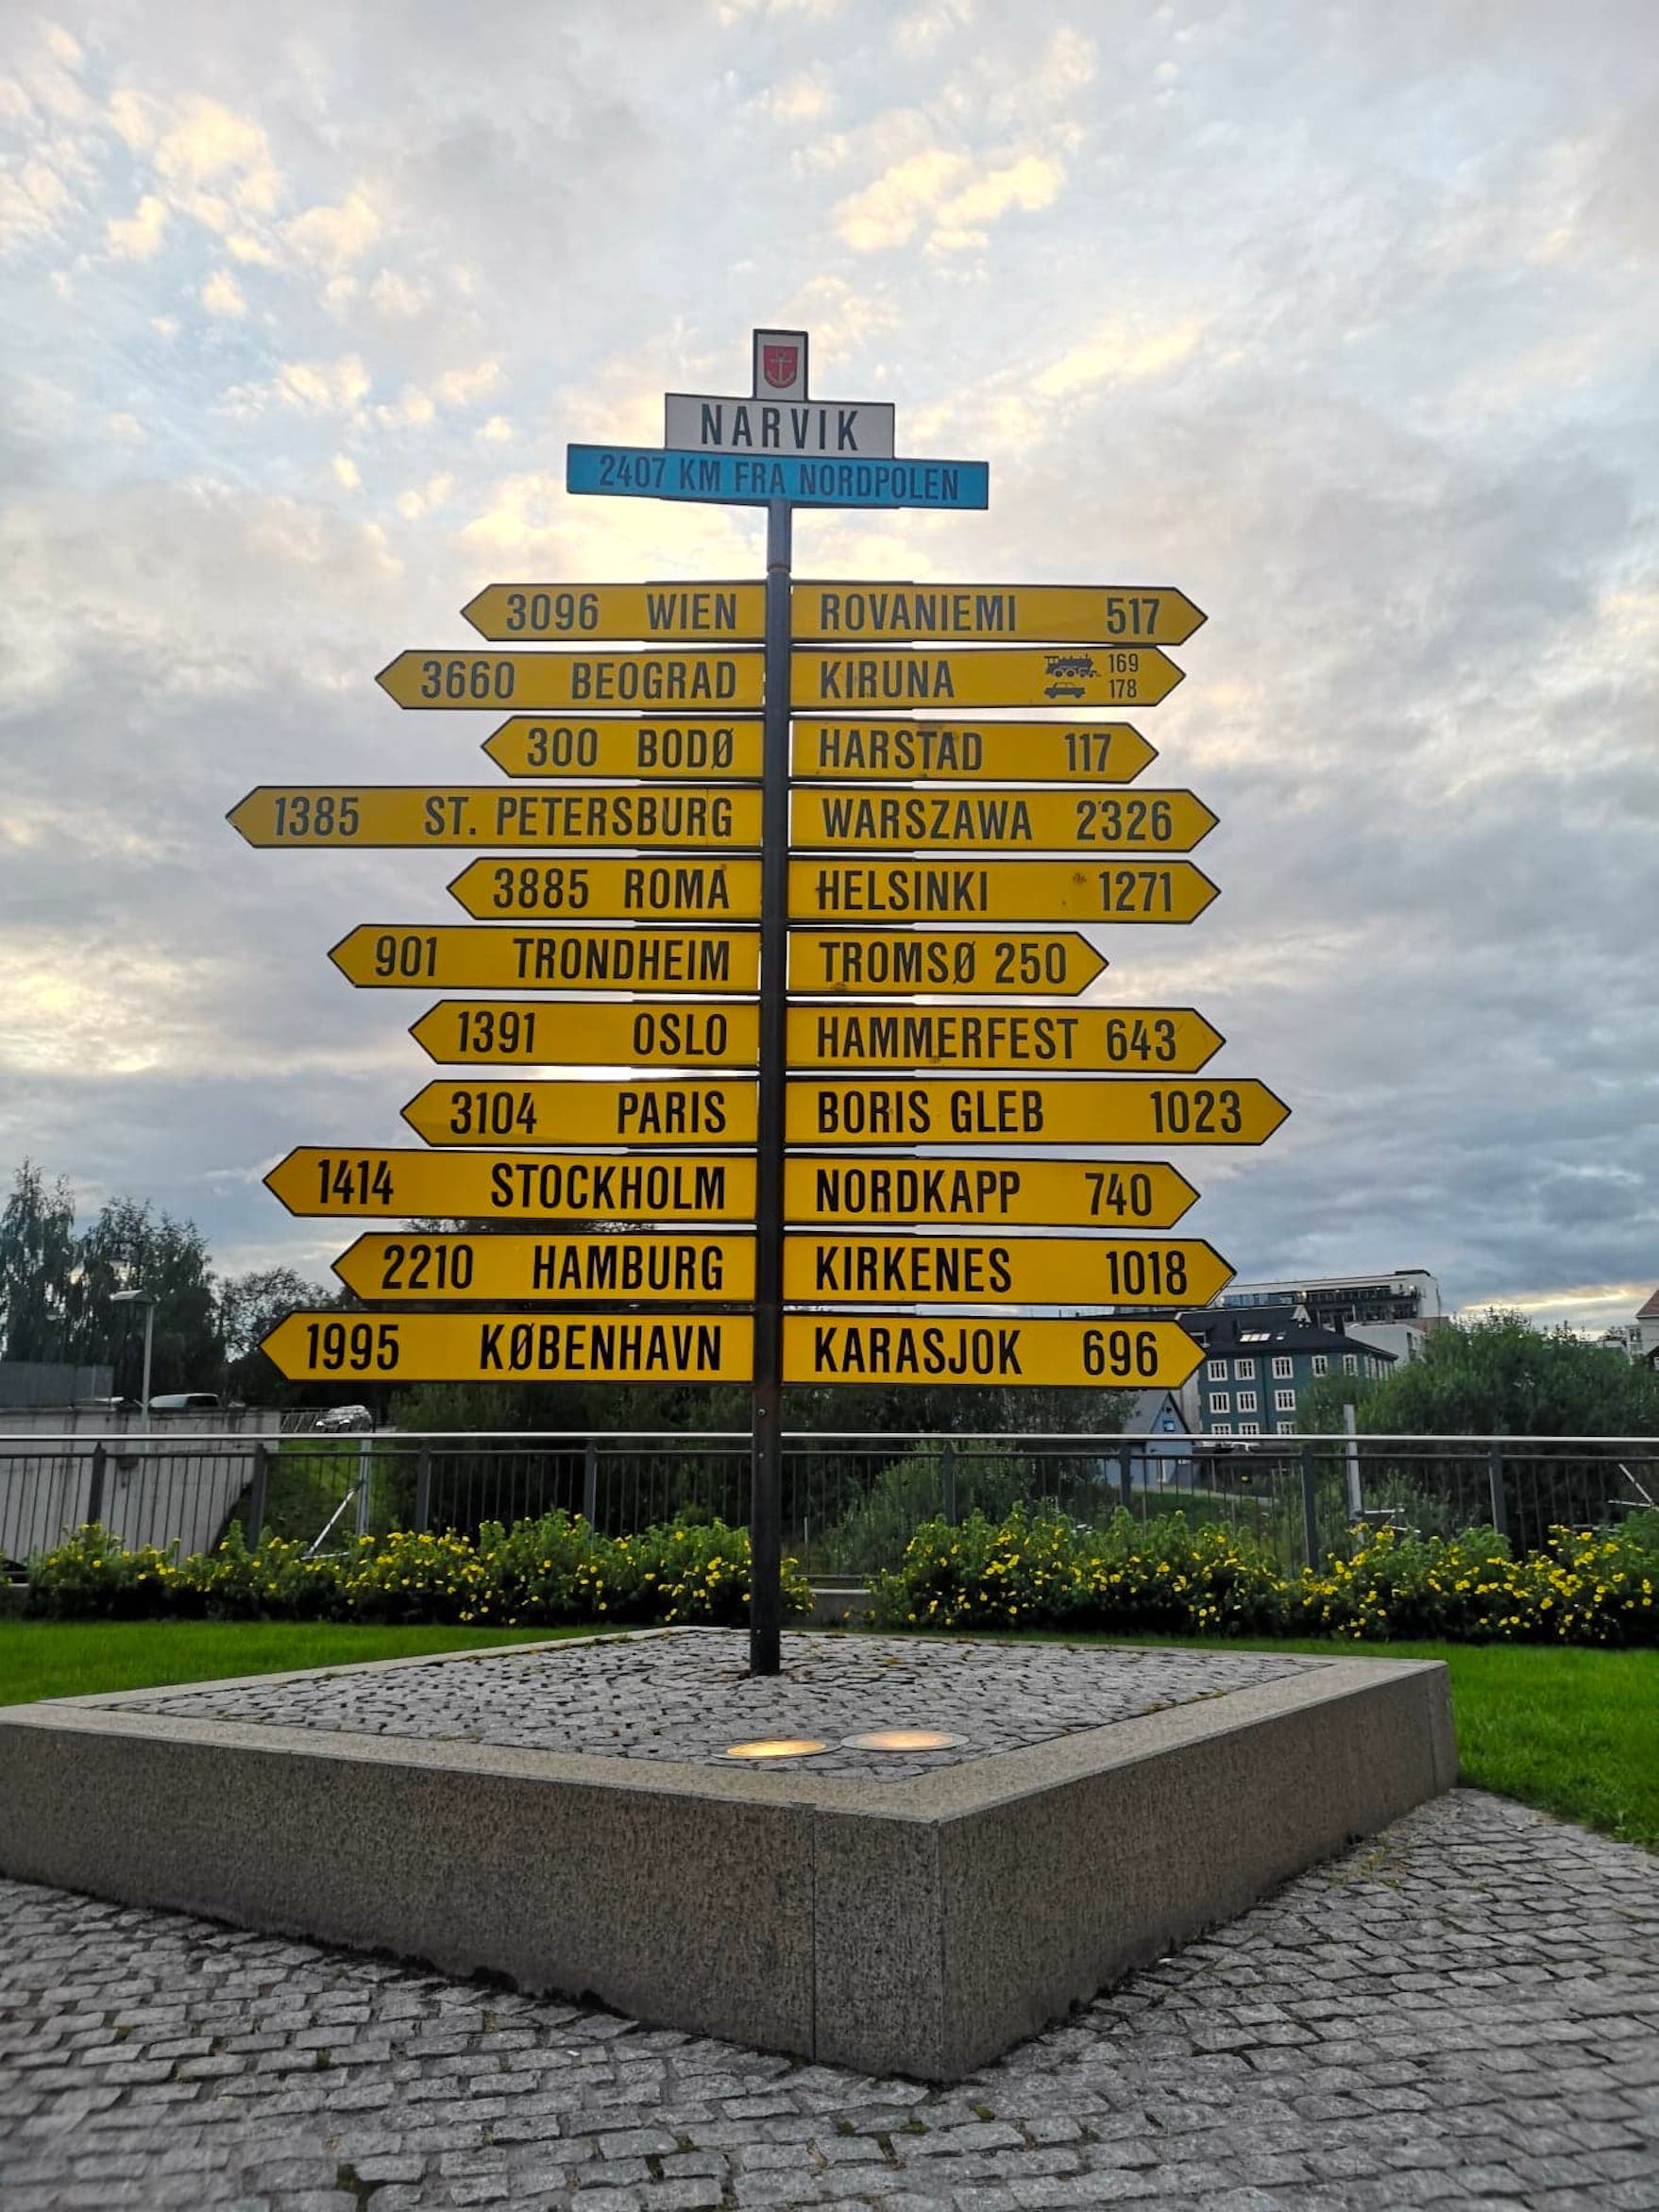 NARVIK
2407 KM FRA NORDPOLEN
3096 WIEN
ROVANIEMI 517
3660 BEOGRAD
KIRUNA 169
178
300 BODØ
HARSTAD 117
1385 ST. PETERSBURG
WARSZAWA 2326
3885 ROMA
HELSINKI 1271
901 TRONDHEIM
TROMSØ 250
1391 OSLO
HAMMERFEST 643
3104 PARIS
BORIS GLEB 1023
1414 STOCKHOLM
NORDKAPP 740
2210 HAMBURG
KIRKENES 1018
1995 KØBENHAVN
KARASJOK 696